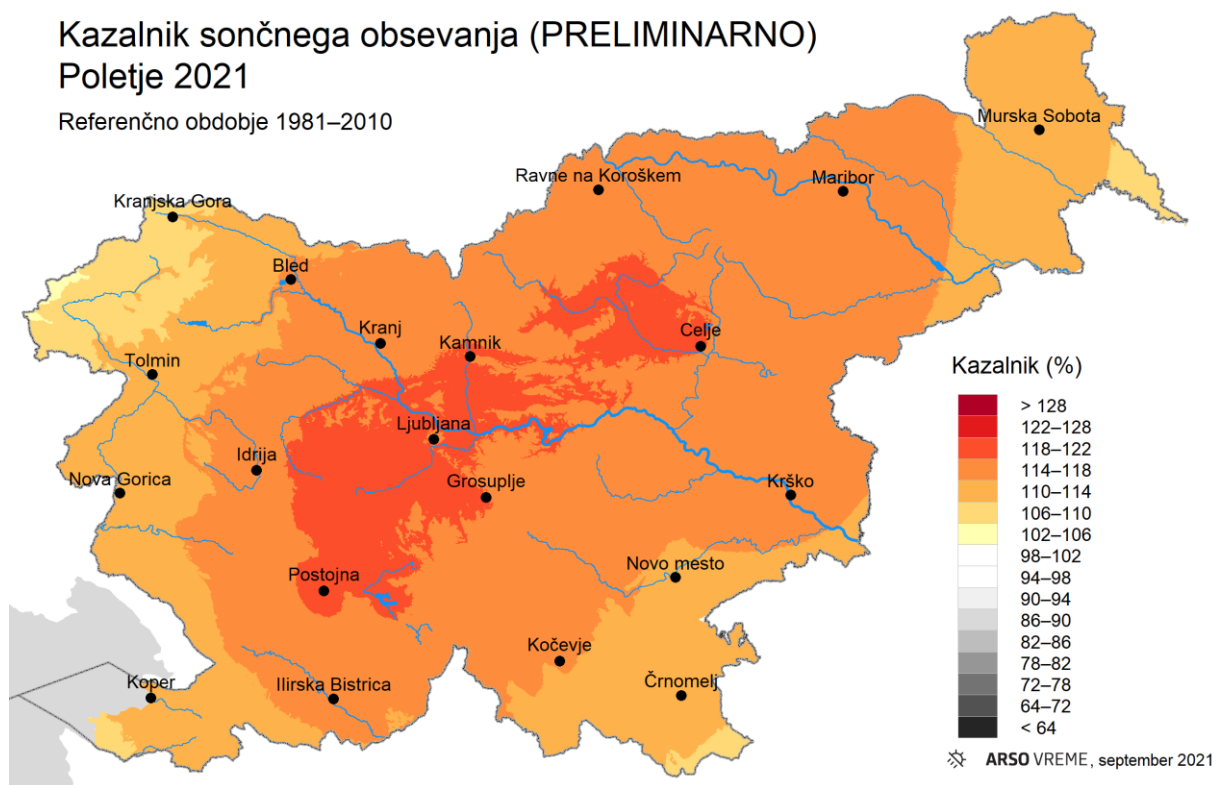 Kazalnik sončnega obsevanja (PRELIMINARNO)
Poletje 2021
Referenčno obdobje 1981–2010
Murska Sobota
Ravne na Koroškem
Maribor
Kranjska Gora
Bled
Kranj
Kamnik
Celje
Tolmin
Ljubljana
Idrija
Nova Gorica
Grosuplje
Krško
Postojna
Novo mesto
Kočevje
Koper
Ilirska Bistrica
Črnomelj
Kazalnik (%)
> 128
122–128
118–122
114–118
110–114
106–110
102–106
98–102
94–98
90–94
86–90
82–86
78–82
72–78
64–72
< 64
ARSO VREME, september 2021